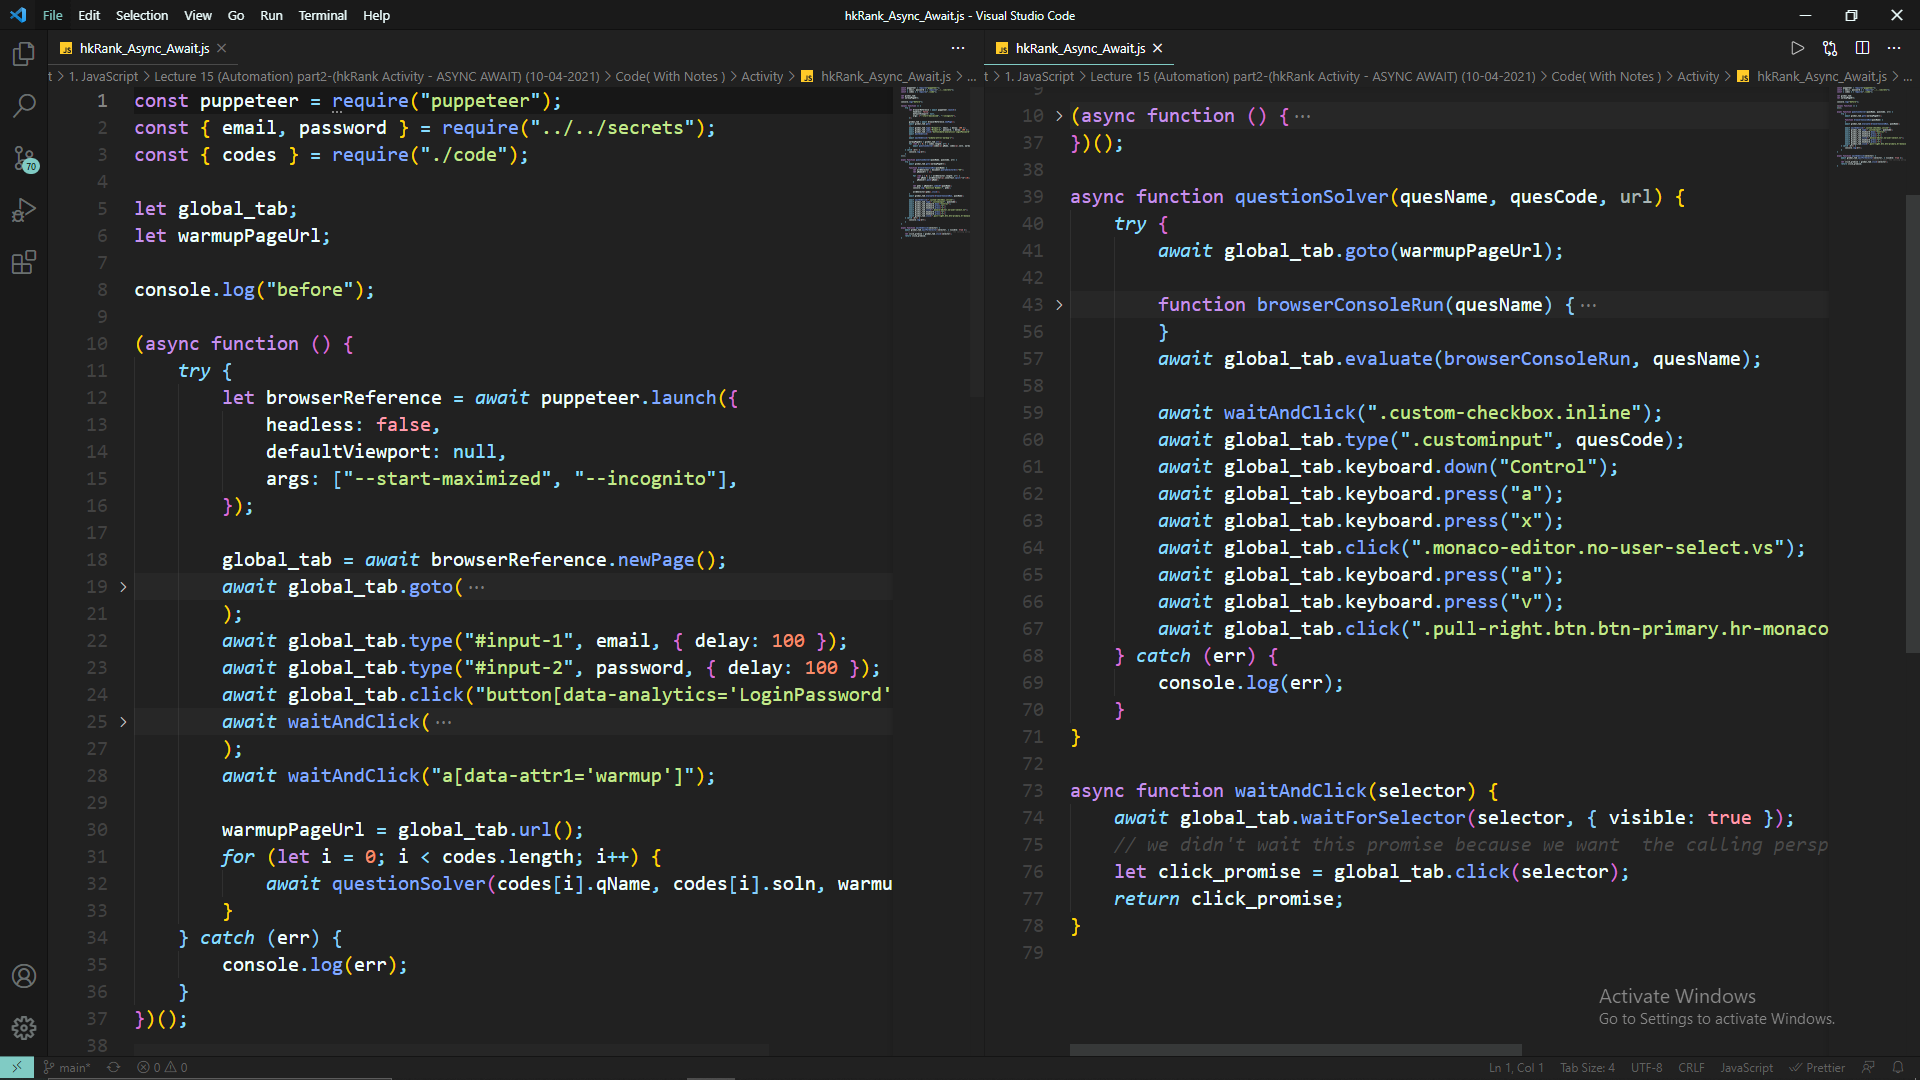 File Edit Selection View Go Run Terminal Help
hkRank_Async_Await.js - Visual Studio Code
hkRank_Async_Await.js
t > 1. JavaScript > Lecture 15 (Automation) part2-(hkRank Activity - ASYNC AWAIT) (10-04-2021) > Code( With Notes ) > Activity > JS hkRank_Async_Await.js > ...
70
1 const puppeteer = require("puppeteer");
2 const { email, password } = require("../../secrets");
3 const { codes } = require("./code");
4
5 let global_tab;
6 let warmupPageUrl;
7
8 console.log("before");
9
10 (async function () {
11 try {
12 let browserReference = await puppeteer.launch({
13 headless: false,
14 defaultViewport: null,
15 args: ["--start-maximized", "--incognito"],
16 });
17
18 global_tab = await browserReference.newPage();
19 await global_tab.goto( ...
21 );
22 await global_tab.type("#input-1", email, { delay: 100 });
23 await global_tab.type("#input-2", password, { delay: 100 });
24 await global_tab.click("button[data-analytics='LoginPassword'
25 await waitAndClick( ...
27 );
28 await waitAndClick("a[data-attr1='warmup']");
29
30 warmupPageUrl = global_tab.url();
31 for (let i = 0; i < codes.length; i++) {
32 await questionSolver(codes[i].qName, codes[i].soln, warmu
33 }
34 } catch (err) {
35 console.log(err);
36 }
37 })();
38
JS hkRank_Async_Await.js
t > 1. JavaScript > Lecture 15 (Automation) part2-(hkRank Activity - ASYNC AWAIT) (10-04-2021) > Code( With Notes ) > Activity > JS hkRank_Async_Await.js > ...
9
10 (async function () { ...
37 })();
38
39 async function questionSolver(quesName, quesCode, url) {
40 try {
41 await global_tab.goto(warmupPageUrl);
42
43 function browserConsoleRun(quesName) { ...
56 }
57 await global_tab.evaluate(browserConsoleRun, quesName);
58
59 await waitAndClick(".custom-checkbox.inline");
60 await global_tab.type(".custominput", quesCode);
61 await global_tab.keyboard.down("Control");
62 await global_tab.keyboard.press("a");
63 await global_tab.keyboard.press("x");
64 await global_tab.click(".monaco-editor.no-user-select.vs");
65 await global_tab.keyboard.press("a");
66 await global_tab.keyboard.press("v");
67 await global_tab.click(".pull-right.btn.btn-primary.hr-monaco
68 } catch (err) {
69 console.log(err);
70 }
71 }
72
73 async function waitAndClick(selector) {
74 await global_tab.waitForSelector(selector, { visible: true });
75 // we didn't wait this promise because we want  the calling persp
76 let click_promise = global_tab.click(selector);
77 return click_promise;
78 }
79
Activate Windows
Go to Settings to activate Windows.
main* 0 0
Ln 1, Col 1 Tab Size: 4 UTF-8 CRLF JavaScript Prettier